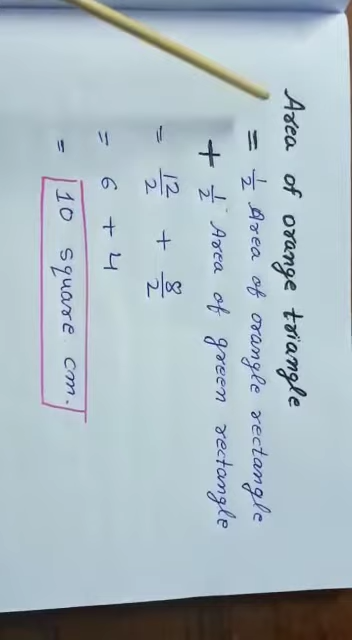 Area of orange triangle
= 1/2 Area of orangle rectangle
+ 1/2 Area of green rectangle
= 12/2 + 8/2
= 6 + 4
= 10 square cm.